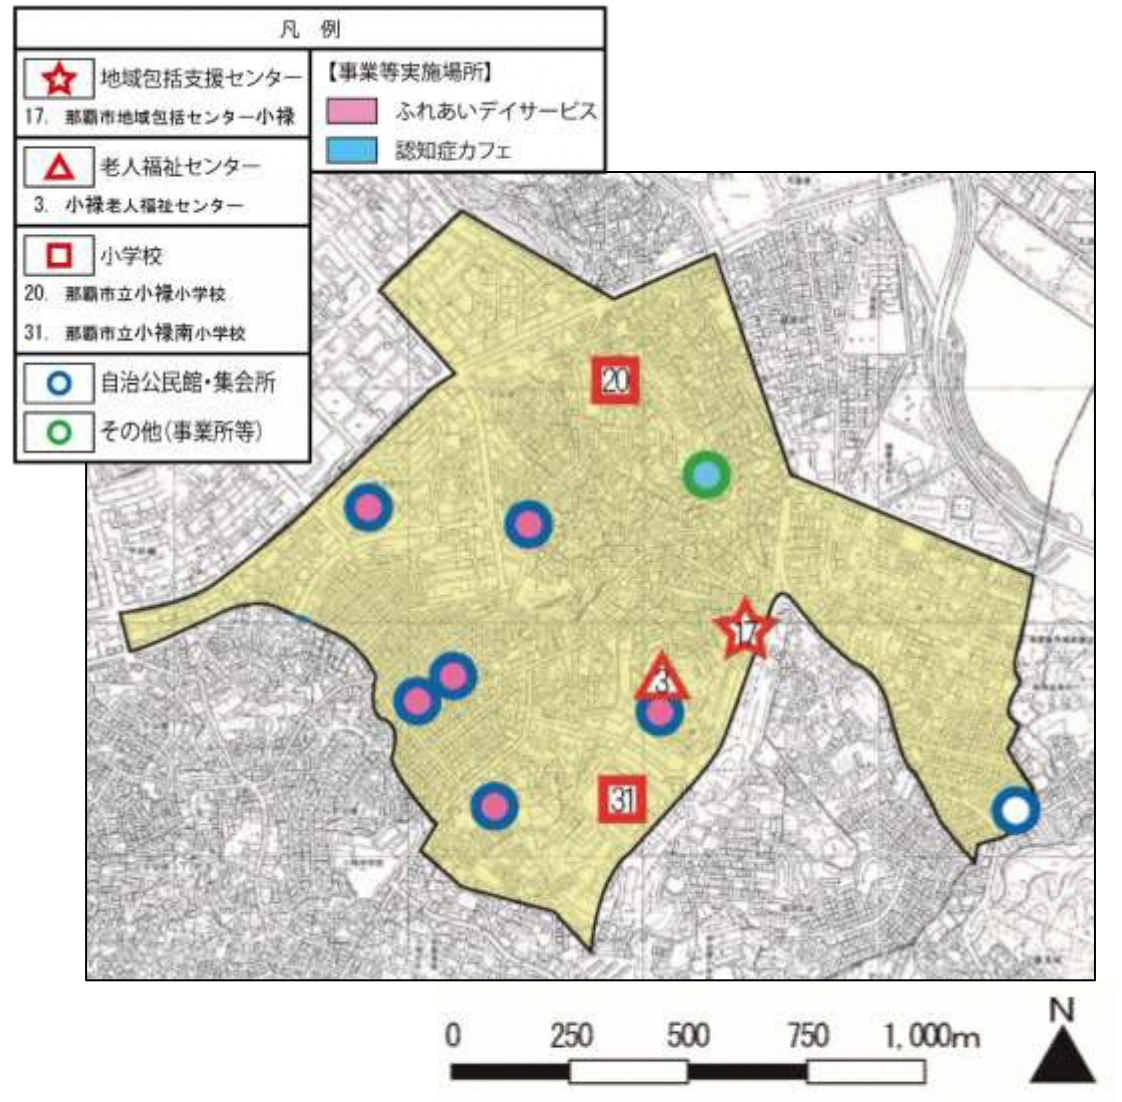 凡 例
地域包括支援センター
17. 那覇市地域包括センター小禄
老人福祉センター
3. 小禄老人福祉センター
小学校
20. 那覇市立小禄小学校
31. 那覇市立小禄南小学校
自治公民館・集会所
その他(事業所等)
【事業等実施場所】
ふれあいデイサービス
認知症カフェ
20
17
3
31
0 250 500 750 1,000m
N